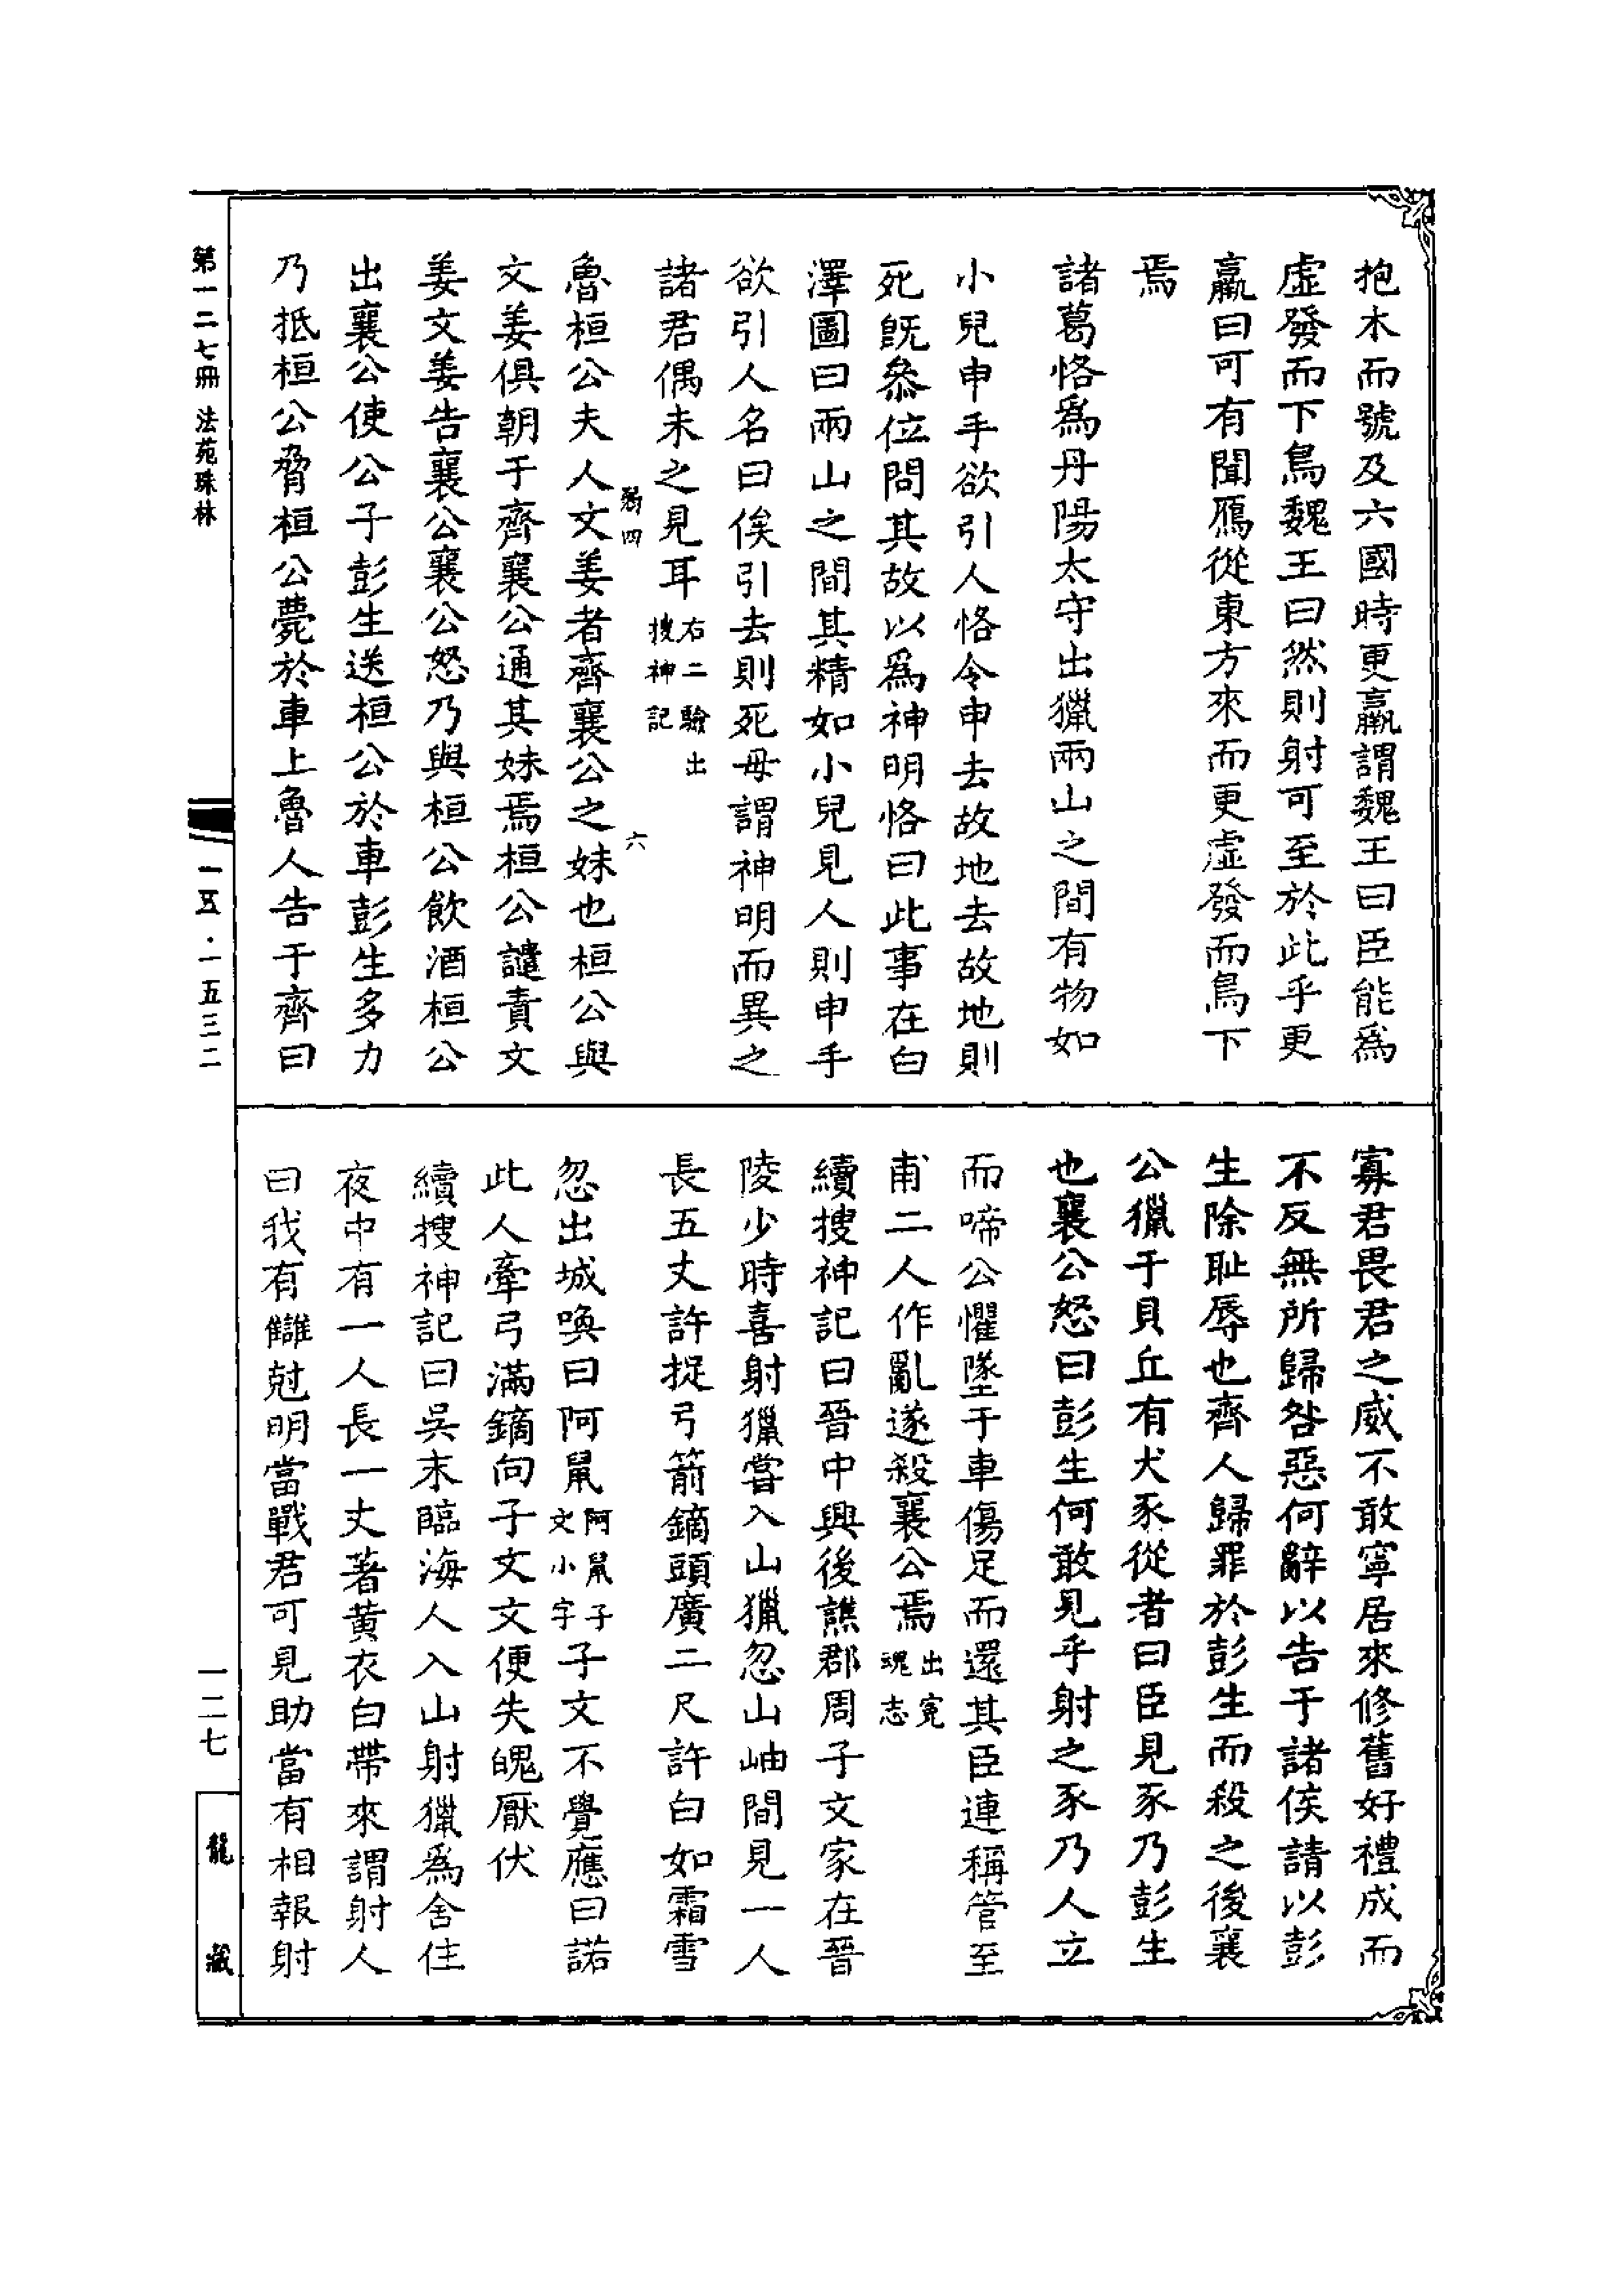 抱木而號及六國時更羸謂魏王曰臣能爲
虛發而下鳥魏王曰然則射可至於此乎更
羸曰可有聞鴈從東方來而更虛發而鳥下
焉
諸葛恪爲丹陽太守出獵兩山之間有物如
小兒申手欲引人恪令申去故地去故地則
死旣叅位問其故以爲神明恪曰此事在白
澤圖曰兩山之間其精如小兒見人則申手
欲引人名曰俟引去則死毋謂神明而異之
諸君偶未之見耳右二驗出搜神記
魯桓公夫人文姜者齊襄公之妹也桓公與
文姜俱朝于齊襄公通其妹焉桓公譴責文
姜文姜告襄公襄公怒乃與桓公飲酒桓公
出襄公使公子彭生送桓公於車彭生多力
乃抵桓公脅桓公薨於車上魯人告于齊曰
四
六
寡君畏君之威不敢寧居來修舊好禮成而
不反無所歸咎惡何辭以告于諸侯請以彭
生除恥辱也齊人歸罪於彭生而殺之後襄
公獵于貝丘有大豕從者曰臣見豕乃彭生
也襄公怒曰彭生何敢見乎射之豕乃人立
而啼公懼墜于車傷足而還其臣連稱管至
甫二人作亂遂殺襄公焉出冤魂志
續搜神記曰晉中興後譙郡周子文家在晉
陵少時喜射獵嘗入山獵忽山岫間見一人
長五丈許捉弓箭鏑頭廣二尺許白如霜雪
忽出城喚曰阿鼠阿鼠子文小字子文不覺應曰諾
此人牽弓滿鏑向子文文便失魄厭伏
續搜神記曰吳末臨海人入山射獵爲舍住
夜中有一人長一丈著黃衣白帶來謂射人
曰我有讎尅明當戰君可見助當有相報射
第一二七冊 法苑珠林
一五·一五三二
一二七
龍藏